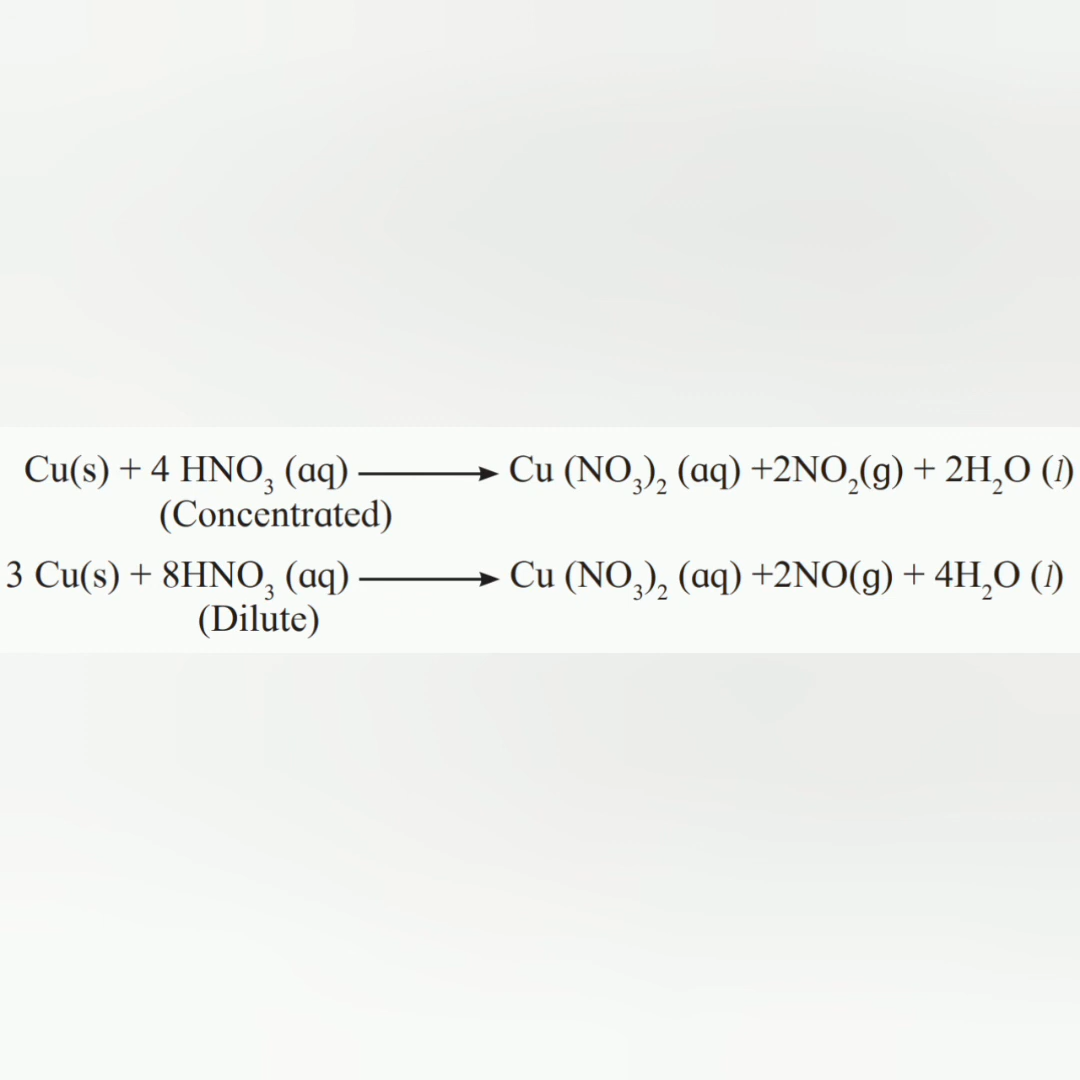 Cu(s) + 4 HNO₃ (aq) ⟶ Cu (NO₃)₂ (aq) +2NO₂(g) + 2H₂O (l)
(Concentrated)
3 Cu(s) + 8HNO₃ (aq) ⟶ Cu (NO₃)₂ (aq) +2NO(g) + 4H₂O (l)
(Dilute)